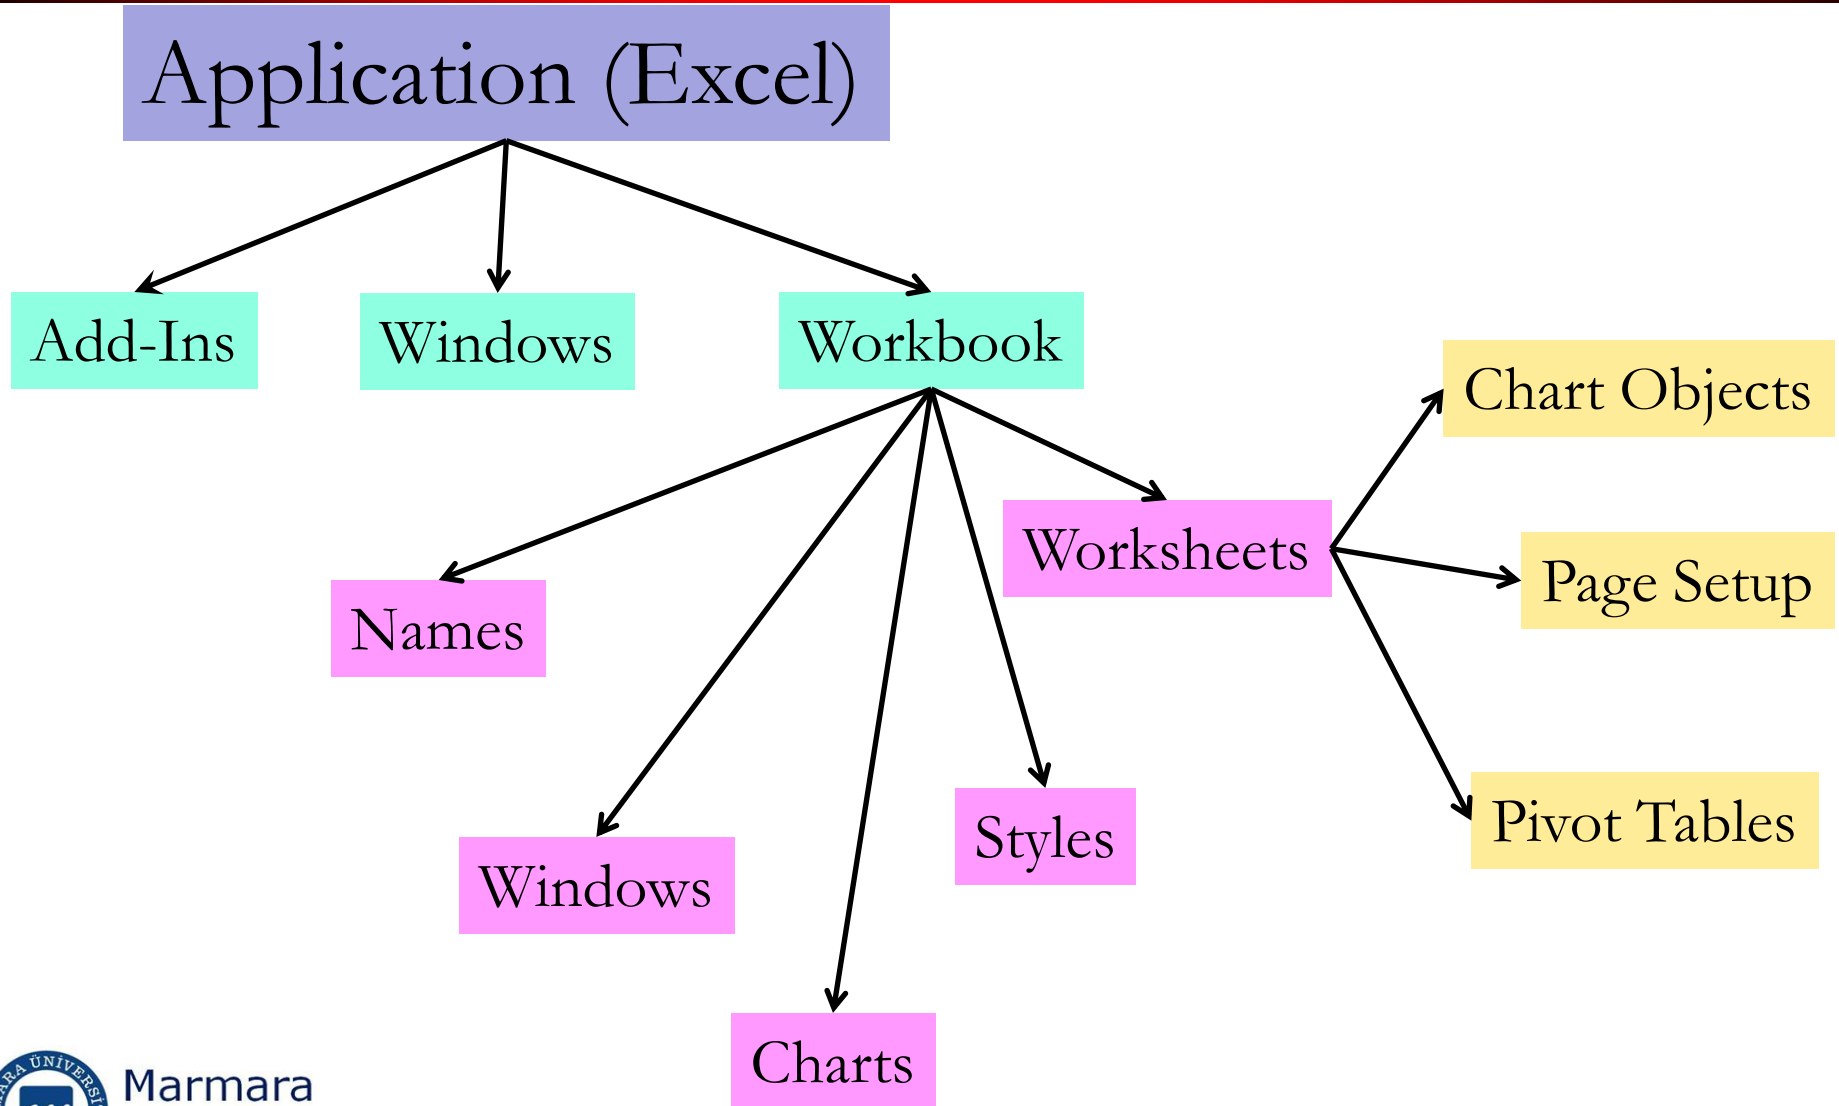 Application (Excel)
Add-Ins
Windows
Workbook
Chart Objects
Worksheets
Page Setup
Names
Pivot Tables
Styles
Windows
Charts
Marmara